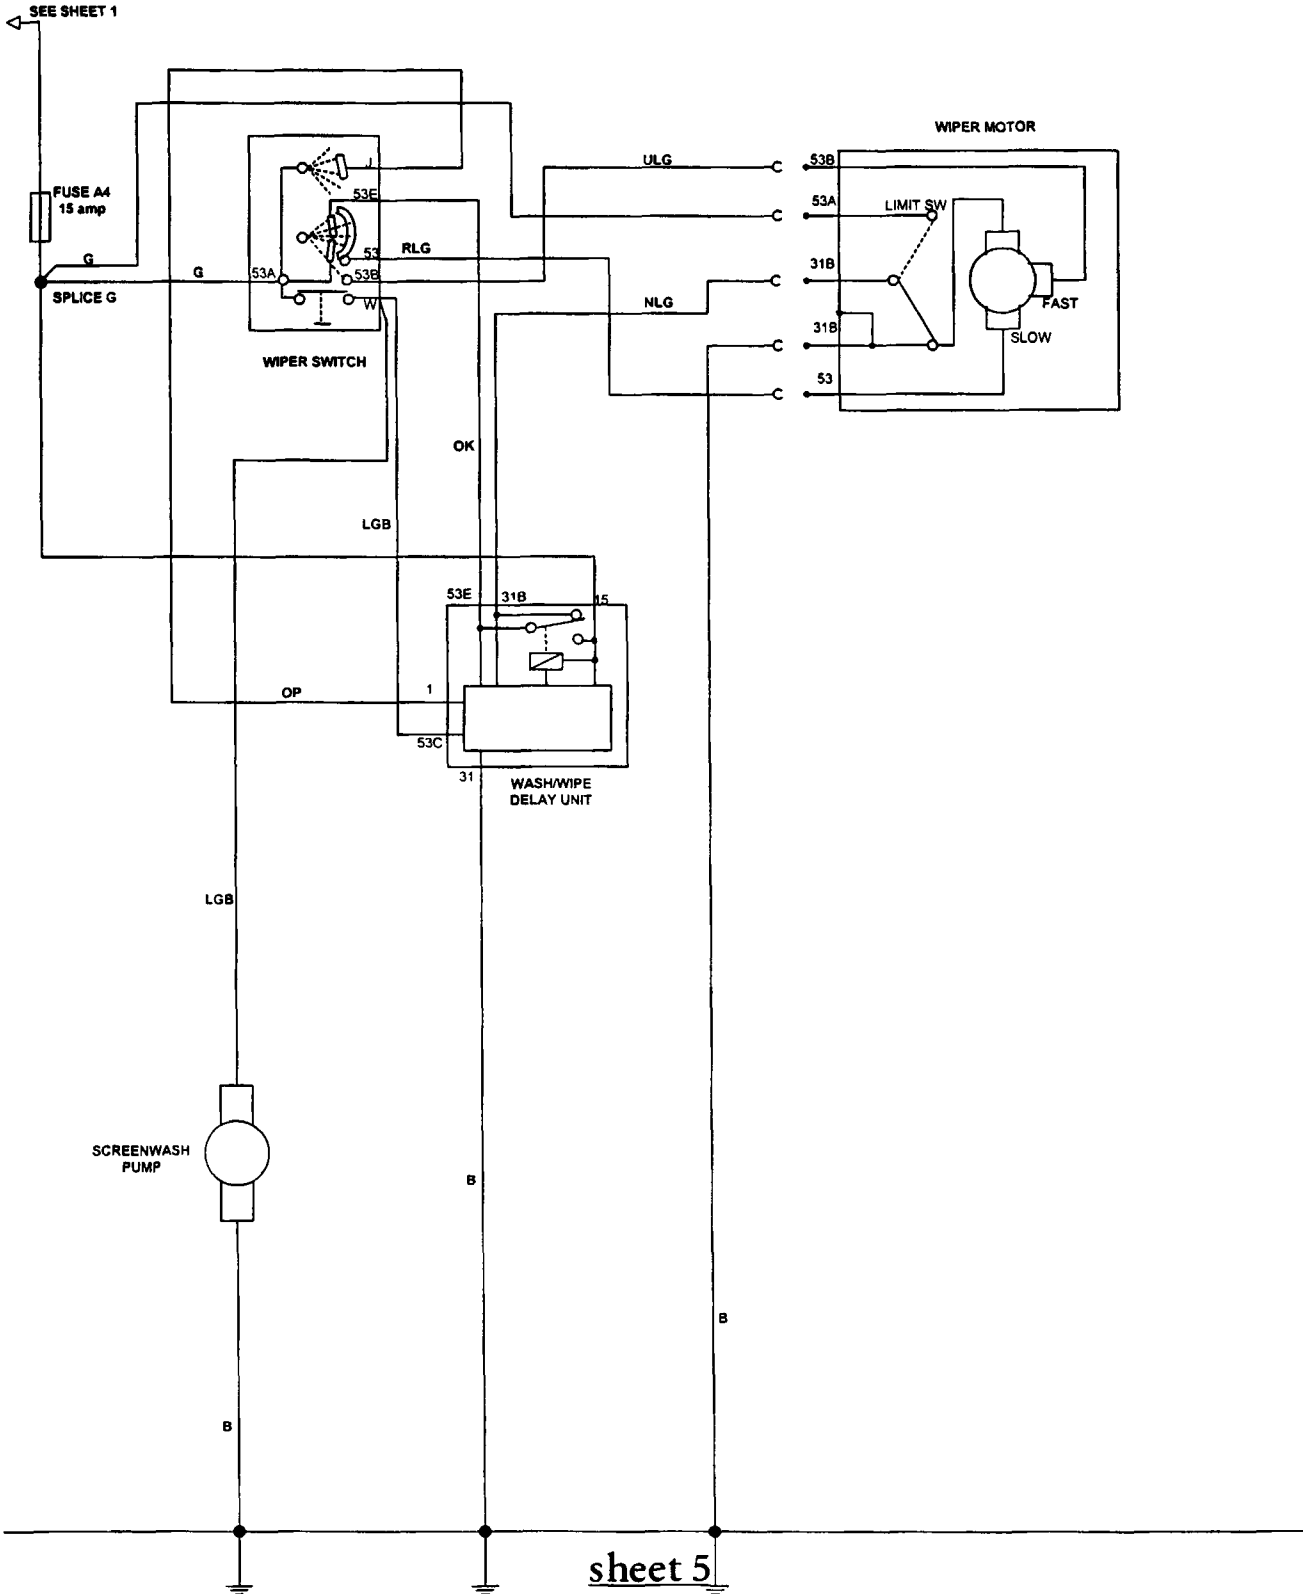 SEE SHEET 1
WIPER MOTOR
J
ULG
53B
FUSE A4
15 amp
53E
53A
LIMIT SW
RLG
53
G
G
53A
53B
31B
SPLICE G
W
NLG
FAST
31B
SLOW
WIPER SWITCH
53
OK
LGB
53E
31B
15
OP
1
53C
31
WASH/WIPE
DELAY UNIT
LGB
SCREENWASH
PUMP
B
B
B
sheet 5